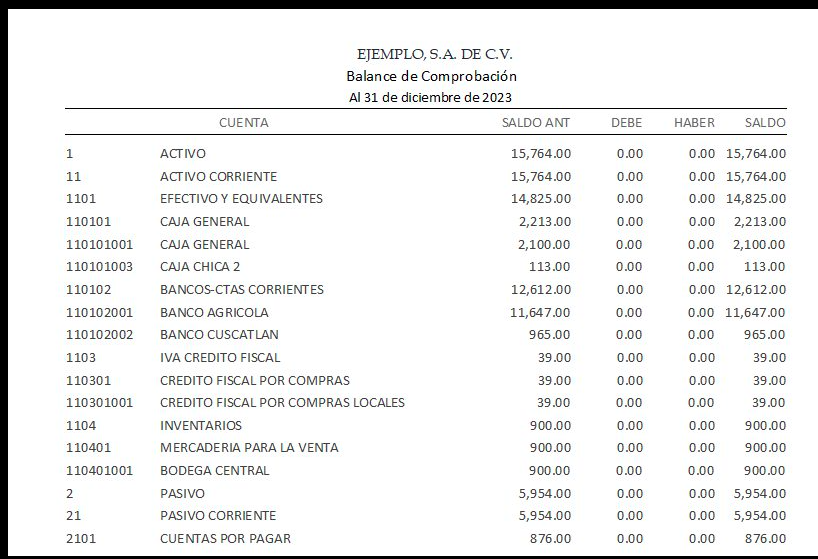 EJEMPLO, S.A. DE C.V.
Balance de Comprobación
Al 31 de diciembre de 2023
CUENTA SALDO ANT DEBE HABER SALDO
1 ACTIVO 15,764.00 0.00 0.00 15,764.00
11 ACTIVO CORRIENTE 15,764.00 0.00 0.00 15,764.00
1101 EFECTIVO Y EQUIVALENTES 14,825.00 0.00 0.00 14,825.00
110101 CAJA GENERAL 2,213.00 0.00 0.00 2,213.00
110101001 CAJA GENERAL 2,100.00 0.00 0.00 2,100.00
110101003 CAJA CHICA 2 113.00 0.00 0.00 113.00
110102 BANCOS-CTAS CORRIENTES 12,612.00 0.00 0.00 12,612.00
110102001 BANCO AGRICOLA 11,647.00 0.00 0.00 11,647.00
110102002 BANCO CUSCATLAN 965.00 0.00 0.00 965.00
1103 IVA CREDITO FISCAL 39.00 0.00 0.00 39.00
110301 CREDITO FISCAL POR COMPRAS 39.00 0.00 0.00 39.00
110301001 CREDITO FISCAL POR COMPRAS LOCALES 39.00 0.00 0.00 39.00
1104 INVENTARIOS 900.00 0.00 0.00 900.00
110401 MERCADERIA PARA LA VENTA 900.00 0.00 0.00 900.00
110401001 BODEGA CENTRAL 900.00 0.00 0.00 900.00
2 PASIVO 5,954.00 0.00 0.00 5,954.00
21 PASIVO CORRIENTE 5,954.00 0.00 0.00 5,954.00
2101 CUENTAS POR PAGAR 876.00 0.00 0.00 876.00